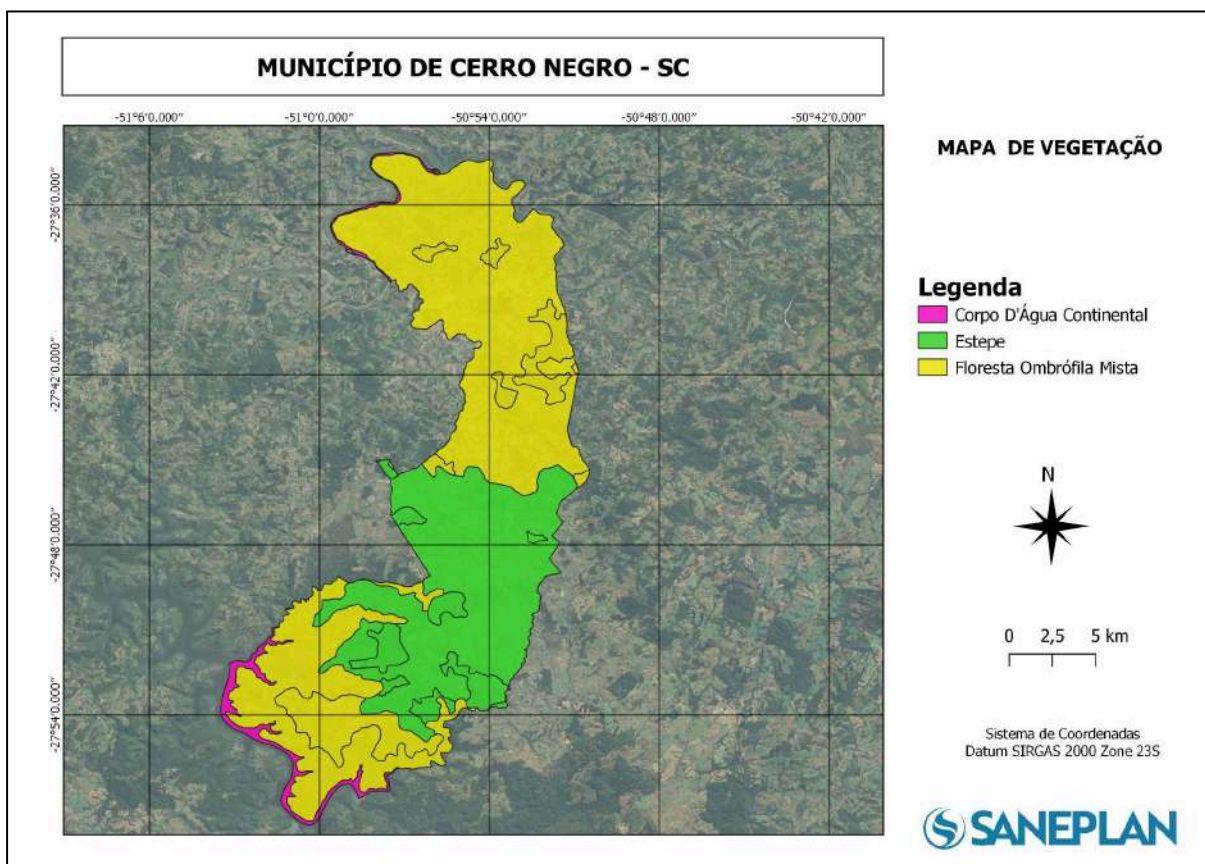 MUNICÍPIO DE CERRO NEGRO - SC
-51°6'0.000"
-51°0'0.000"
-50°54'0.000"
-50°48'0.000"
-50°42'0.000"
-27°36'0.000"
-27°42'0.000"
-27°48'0.000"
-27°54'0.000"
MAPA DE VEGETAÇÃO
Legenda
Corpo D'Água Continental
Estepe
Floresta Ombrófila Mista
N
0 2,5 5 km
Sistema de Coordenadas
Datum SIRGAS 2000 Zone 23S
SANEPLAN